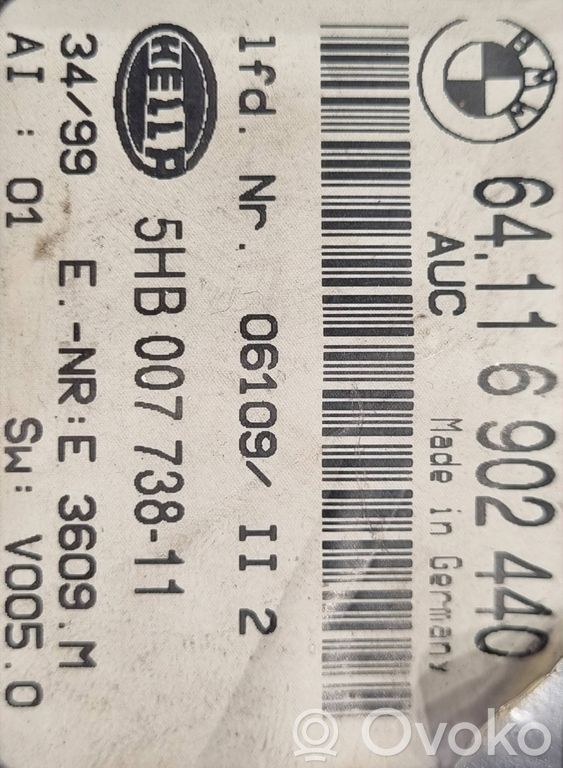 BMW
64.11 6 902 440
AUC
Made in Germany
lfd. Nr. 06109/ II 2
HELLA
5HB 007 738-11
34/99 E.-NR:E 3609.M
AI : 01 Sw: V005.0
Ovoko